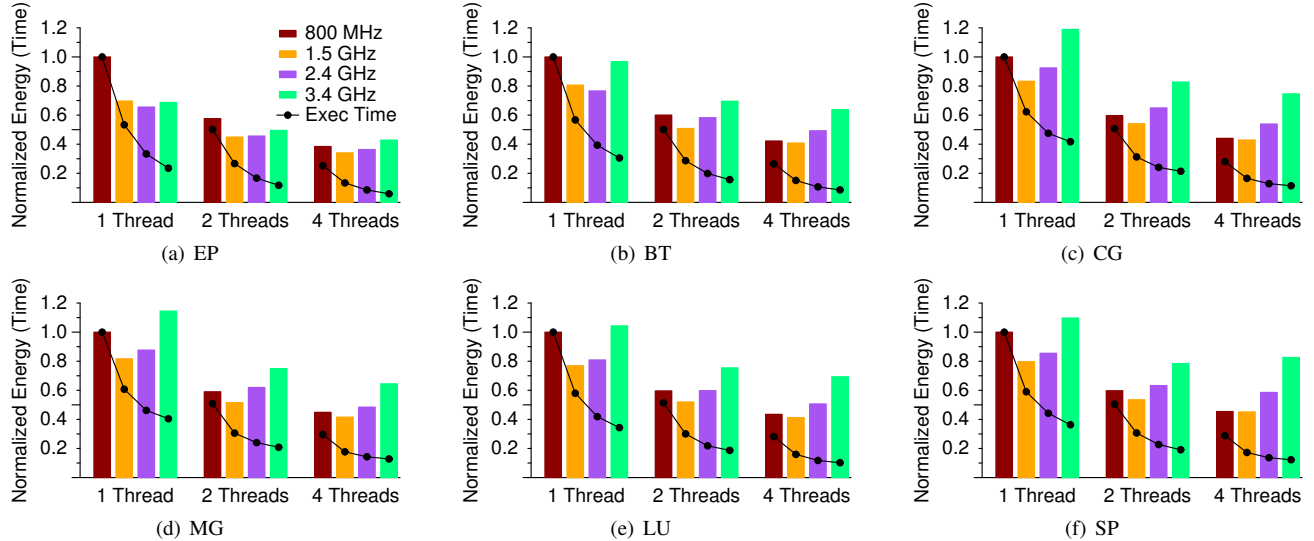 Normalized Energy (Time)
1.2
1.0
0.8
0.6
0.4
0.2
800 MHz
1.5 GHz
2.4 GHz
3.4 GHz
Exec Time
1 Thread
2 Threads
4 Threads
(a) EP
Normalized Energy (Time)
1.2
1.0
0.8
0.6
0.4
0.2
1 Thread
2 Threads
4 Threads
(b) BT
Normalized Energy (Time)
1.2
1.0
0.8
0.6
0.4
0.2
1 Thread
2 Threads
4 Threads
(c) CG
Normalized Energy (Time)
1.2
1.0
0.8
0.6
0.4
0.2
1 Thread
2 Threads
4 Threads
(d) MG
Normalized Energy (Time)
1.2
1.0
0.8
0.6
0.4
0.2
1 Thread
2 Threads
4 Threads
(e) LU
Normalized Energy (Time)
1.2
1.0
0.8
0.6
0.4
0.2
1 Thread
2 Threads
4 Threads
(f) SP